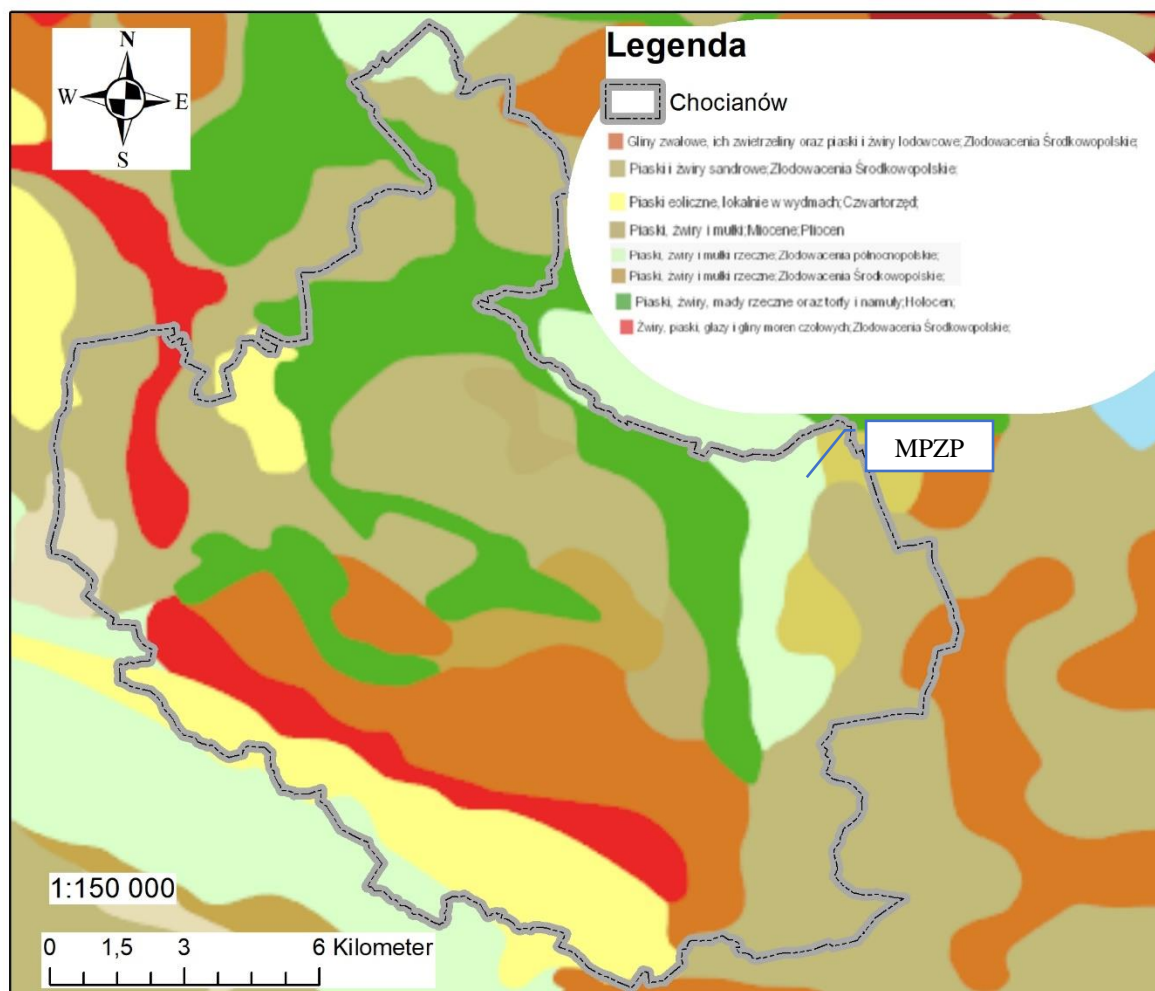 N
W E
S
Legenda
Chocianów
Gliny zwałowe, ich zwietrzeliny oraz piaski i żwiry lodowcowe;Zlodowacenia Środkowopolskie;
Piaski i żwiry sandrowe;Zlodowacenia Środkowopolskie;
Piaski eoliczne, lokalnie w wydmach;Czwartorzęd;
Piaski, żwiry i mułki;Miocene;Pliocen
Piaski, żwiry i mułki rzeczne;Zlodowacenia północnopolskie;
Piaski, żwiry i mułki rzeczne;Zlodowacenia Środkowopolskie;
Piaski, żwiry, mady rzeczne oraz torfy i namuły;Holocen;
Żwiry, piaski, głazy i gliny moren czołowych;Zlodowacenia Środkowopolskie;
MPZP
1:150 000
0 1,5 3 6 Kilometer